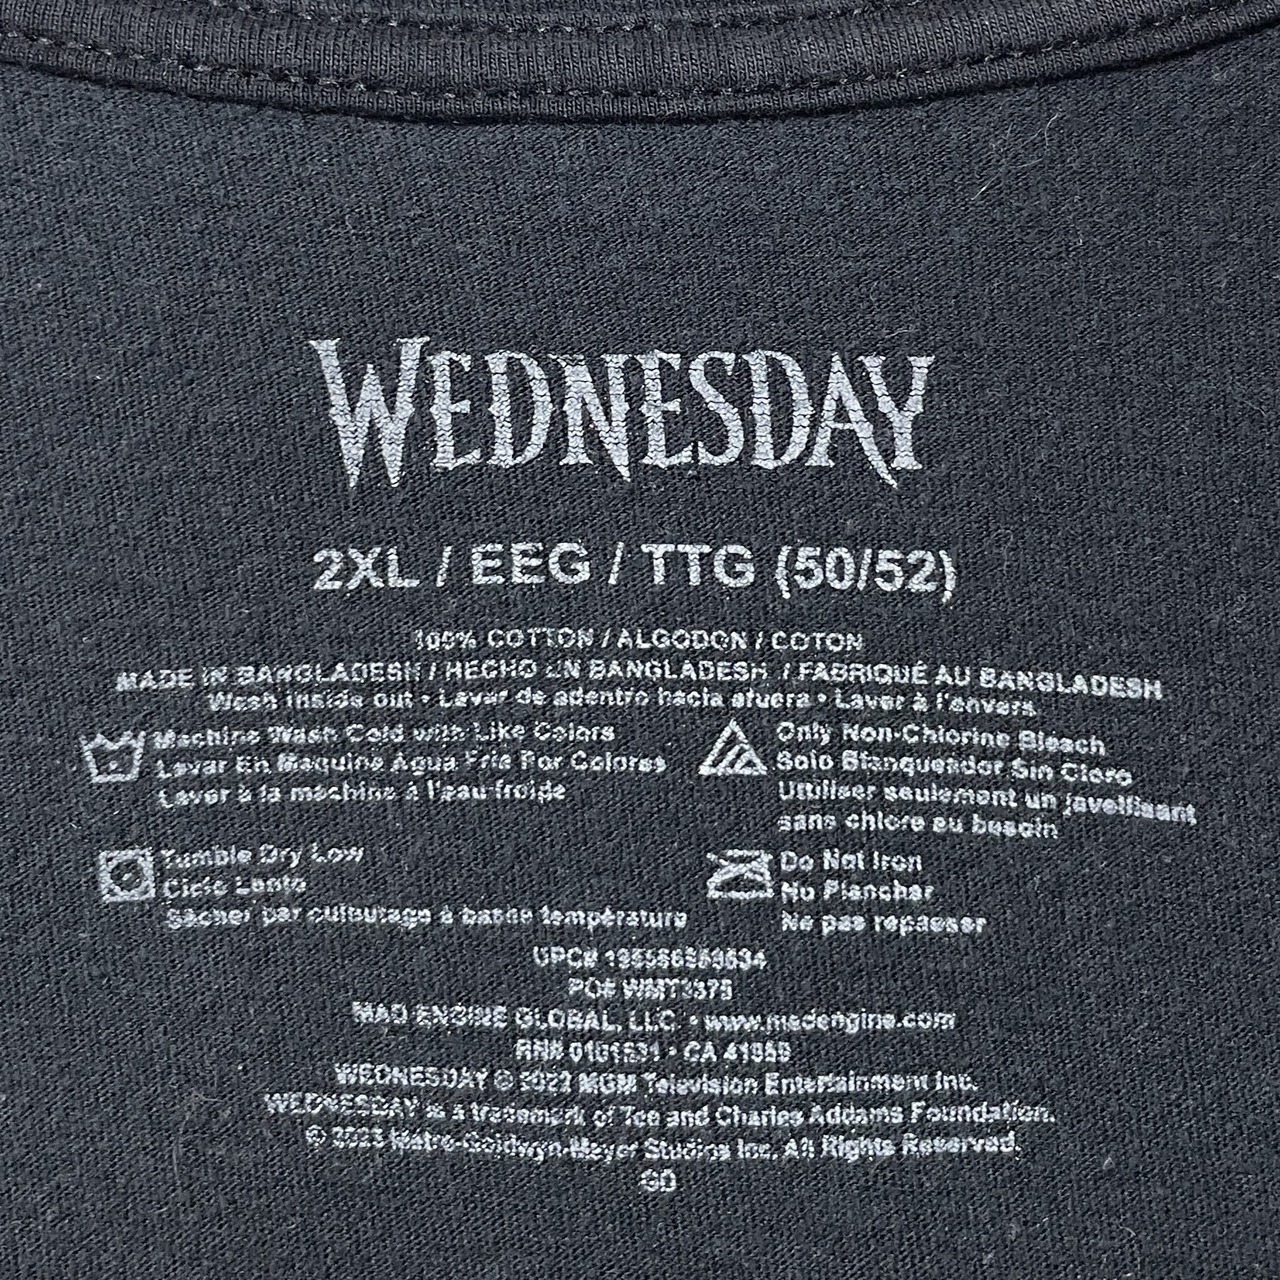 WEDNESDAY
2XL / EEG / TTG (50/52)
100% COTTON / ALGODON / COTON
MADE IN BANGLADESH / HECHO EN BANGLADESH / FABRIQUÉ AU BANGLADESH
Wash inside out • Lavar de adentro hacia afuera • Laver à l'envers
Machine Wash Cold with Like Colors
Lavar En Maquina Agua Fria Por Colores
Laver à la machine à l'eau froide
Only Non-Chlorine Bleach
Solo Blanqueador Sin Cloro
Utiliser seulement un javellisant
sans chlore au besoin
Tumble Dry Low
Ciclo Lento
Sécher par culbutage à basse température
Do Not Iron
No Planchar
Ne pas repasser
UPC#
PO#
MAD ENGINE GLOBAL, LLC • www.madengine.com
RN# • CA
WEDNESDAY © 2022 MGM Television Entertainment Inc.
WEDNESDAY is a trademark of Tee and Charles Addams Foundation.
© 2023 Metro-Goldwyn-Mayer Studios Inc. All Rights Reserved.